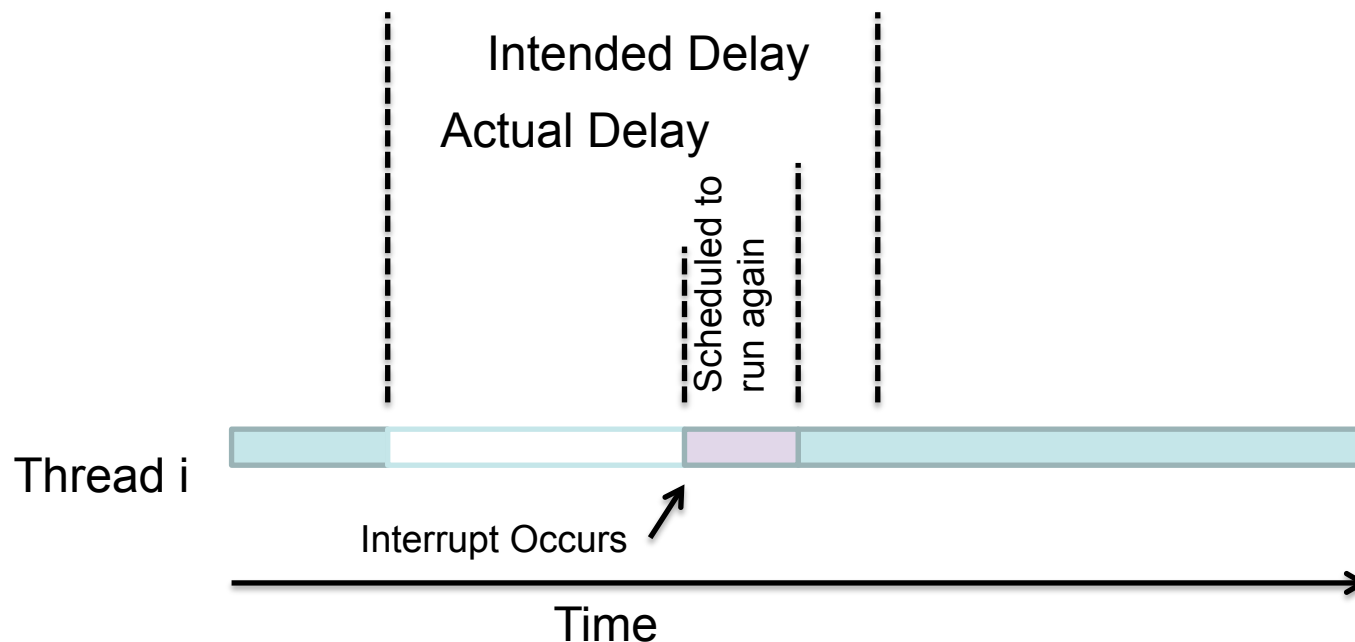 Intended Delay
Actual Delay
Scheduled to
run again
Thread i
Interrupt Occurs
Time